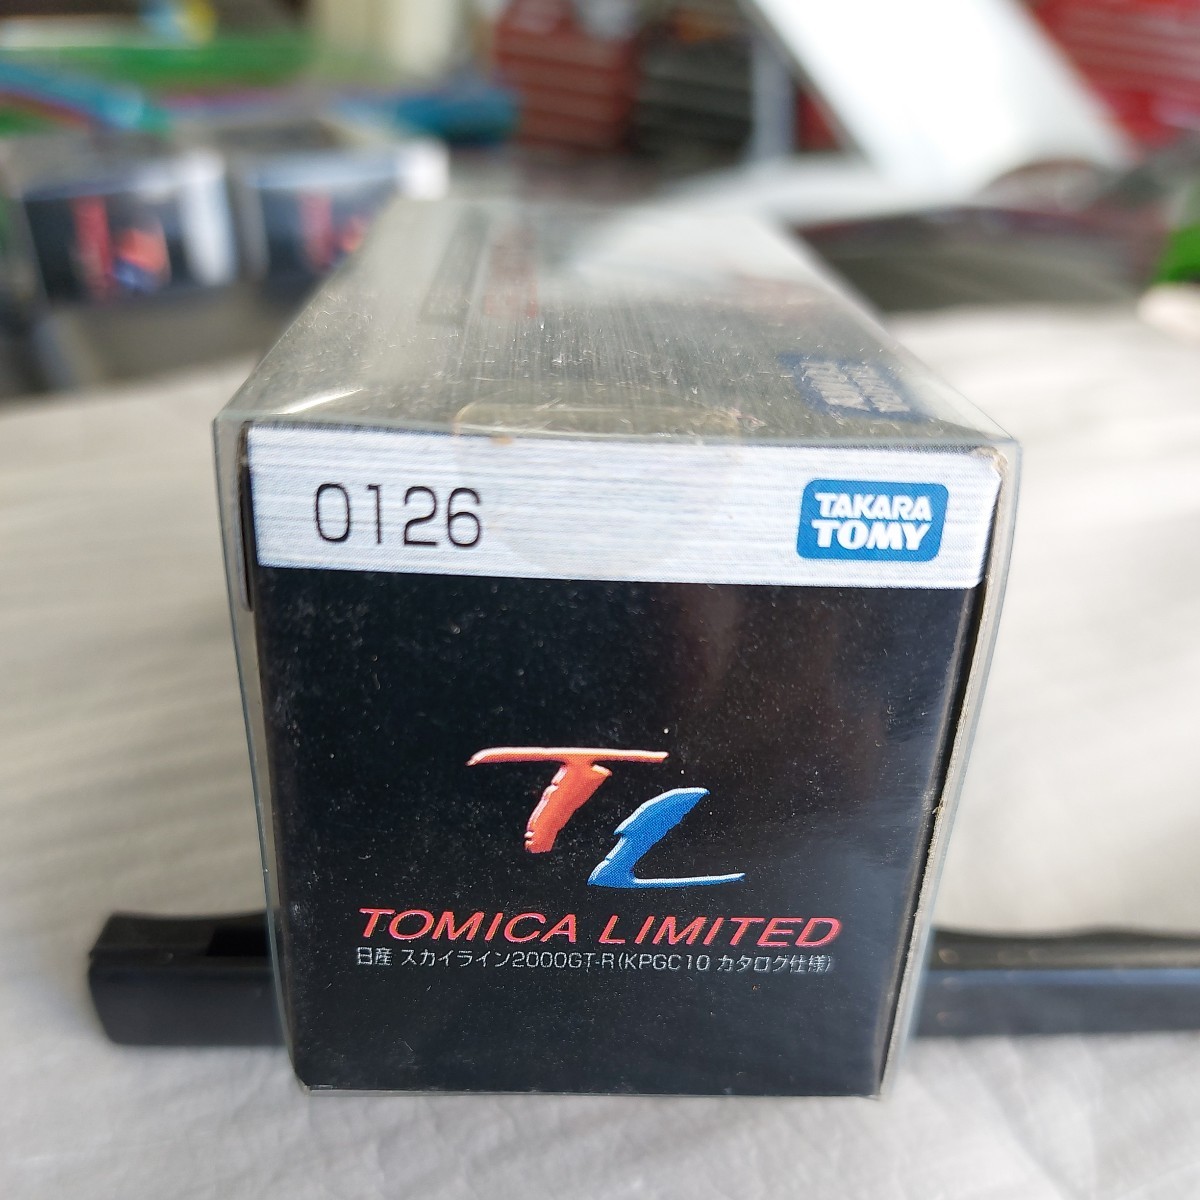 0126
TAKARA
TOMY
TL
TOMICA LIMITED
日産 スカイライン2000GT-R(KPGC10 カタログ仕様)